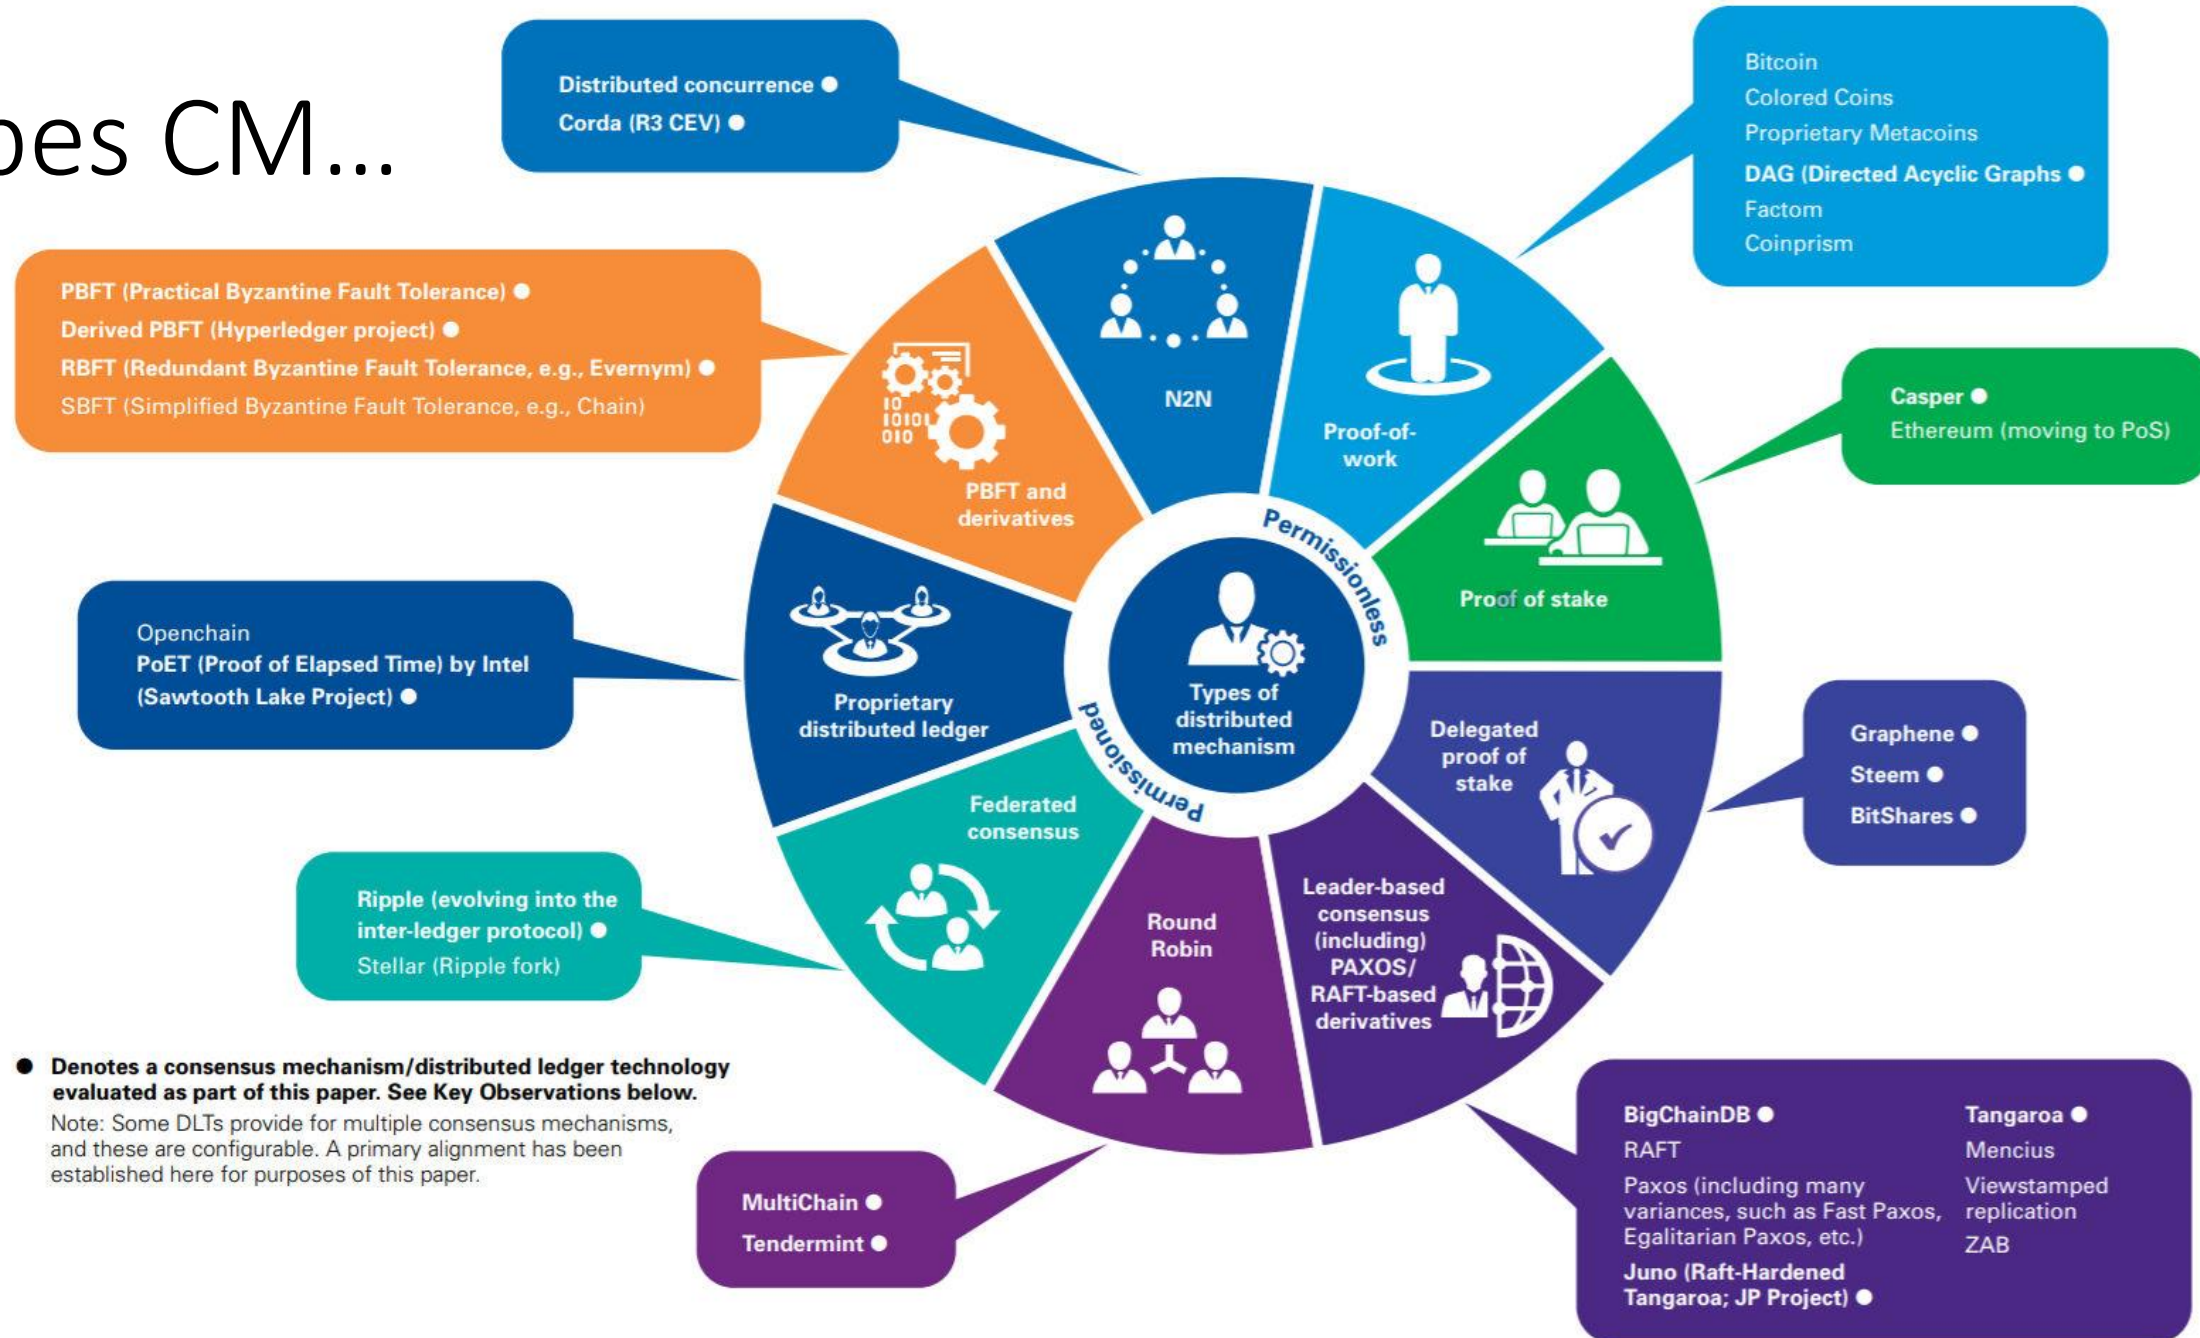 pes CM...
Distributed concurrence ●
Corda (R3 CEV) ●
Bitcoin
Colored Coins
Proprietary Metacoins
DAG (Directed Acyclic Graphs ●
Factom
Coinprism
PBFT (Practical Byzantine Fault Tolerance) ●
Derived PBFT (Hyperledger project) ●
RBFT (Redundant Byzantine Fault Tolerance, e.g., Evernym) ●
SBFT (Simplified Byzantine Fault Tolerance, e.g., Chain)
Casper ●
Ethereum (moving to PoS)
Openchain
PoET (Proof of Elapsed Time) by Intel
(Sawtooth Lake Project) ●
Graphene ●
Steem ●
BitShares ●
Ripple (evolving into the
inter-ledger protocol) ●
Stellar (Ripple fork)
MultiChain ●
Tendermint ●
BigChainDB ●
RAFT
Paxos (including many
variances, such as Fast Paxos,
Egalitarian Paxos, etc.)
Juno (Raft-Hardened
Tangaroa; JP Project) ●
Tangaroa ●
Mencius
Viewstamped
replication
ZAB
N2N
Proof-of-
work
Proof of stake
Delegated
proof of
stake
Leader-based
consensus
(including)
PAXOS/
RAFT-based
derivatives
Round
Robin
Federated
consensus
Proprietary
distributed ledger
PBFT and
derivatives
10
10101
010
Permissionless
Permissioned
Types of
distributed
mechanism
● Denotes a consensus mechanism/distributed ledger technology
evaluated as part of this paper. See Key Observations below.
Note: Some DLTs provide for multiple consensus mechanisms,
and these are configurable. A primary alignment has been
established here for purposes of this paper.